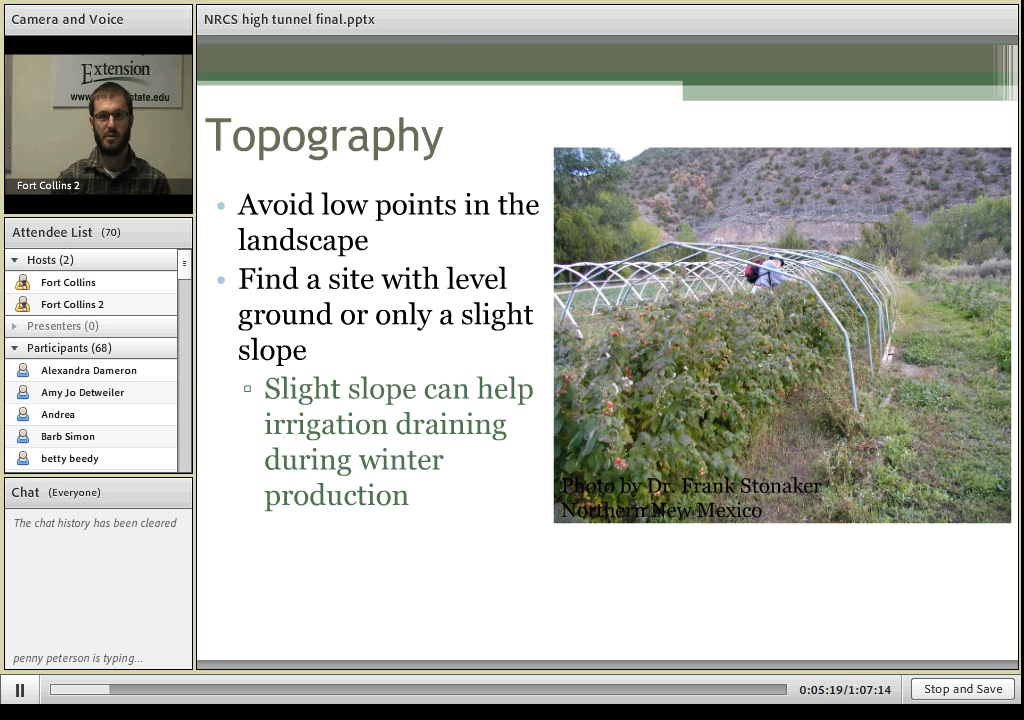 Camera and Voice
Extension
www. state.edu
Fort Collins 2
Attendee List (70)
Hosts (2)
Fort Collins
Fort Collins 2
Presenters (0)
Participants (68)
Alexandra Dameron
Amy Jo Detweiler
Andrea
Barb Simon
betty beedy
Chat (Everyone)
The chat history has been cleared
penny peterson is typing...
NRCS high tunnel final.pptx
Topography
Avoid low points in the
landscape
Find a site with level
ground or only a slight
slope
Slight slope can help
irrigation draining
during winter
production
Photo by Dr. Frank Stonaker
Northern New Mexico
0:05:19/1:07:14
Stop and Save